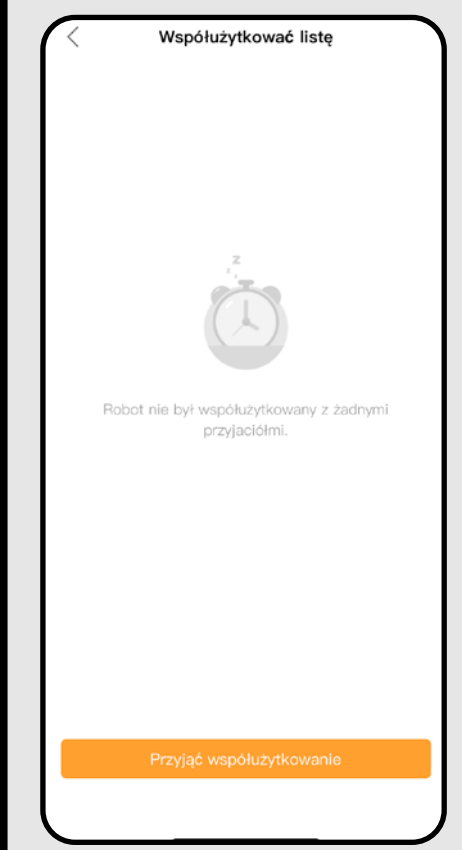 Współużytkować listę
z
z
z
Robot nie był współużytkowany z żadnymi
przyjaciółmi.
Przyjąć współużytkowanie